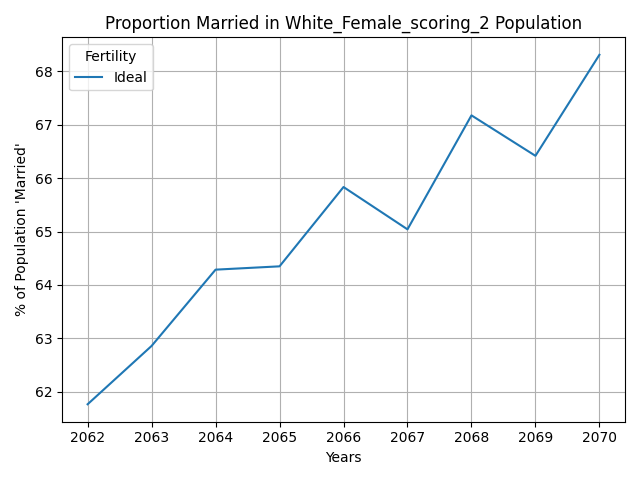 Proportion Married in White_Female_scoring_2 Population
Fertility
Ideal
% of Population 'Married'
68
67
66
65
64
63
62
2062 2063 2064 2065 2066 2067 2068 2069 2070
Years